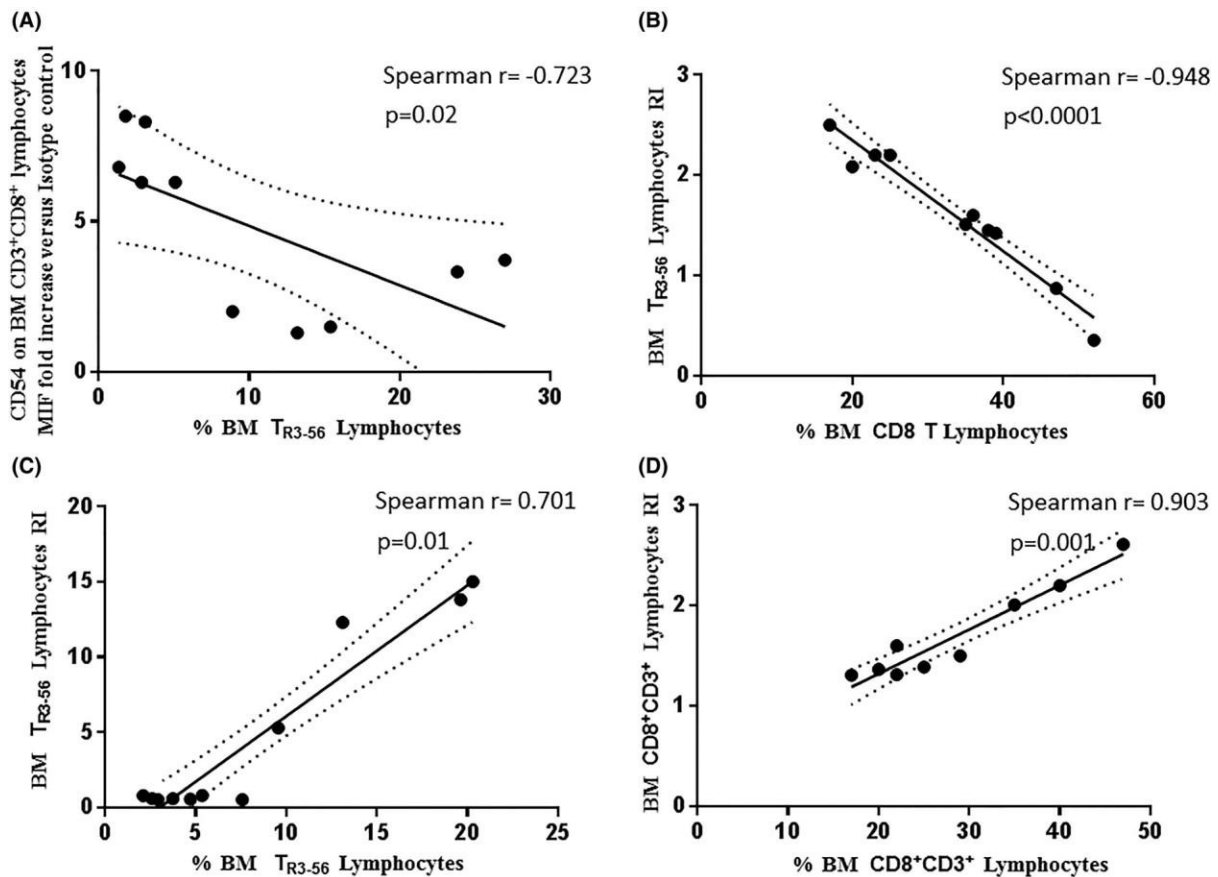 (A)
Spearman r= -0.723
p=0.02
CD54 on BM CD3⁺CD8⁺ lymphocytes
MIF fold increase versus Isotype control
10
5
0
0 10 20 30
% BM T_R3-56 Lymphocytes
(B)
Spearman r= -0.948
p<0.0001
BM T_R3-56 Lymphocytes RI
3
2
1
0
0 20 40 60
% BM CD8 T Lymphocytes
(C)
Spearman r= 0.701
p=0.01
BM T_R3-56 Lymphocytes RI
20
15
10
5
0
0 5 10 15 20 25
% BM T_R3-56 Lymphocytes
(D)
Spearman r= 0.903
p=0.001
BM CD8⁺CD3⁺ Lymphocytes RI
3
2
1
0
0 10 20 30 40 50
% BM CD8⁺CD3⁺ Lymphocytes